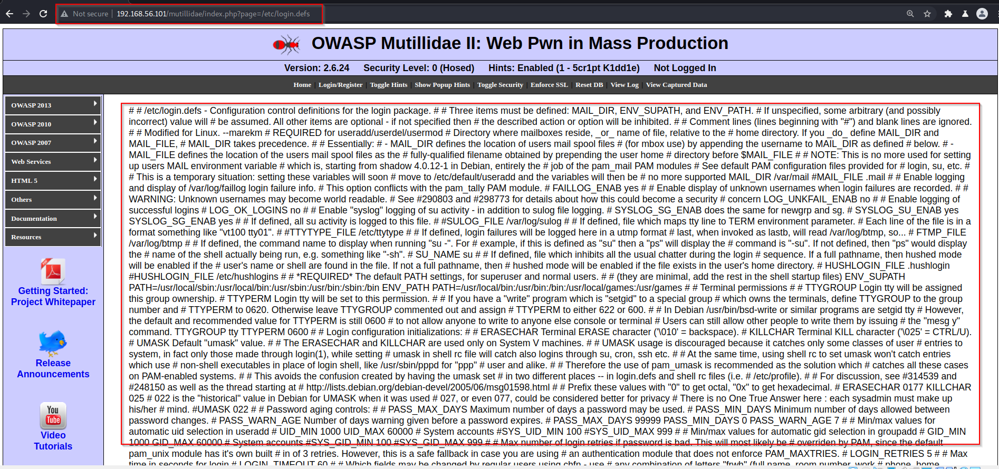 Not secure | 192.168.56.101/mutillidae/index.php?page=/etc/login.defs
OWASP Mutillidae II: Web Pwn in Mass Production
Version: 2.6.24 Security Level: 0 (Hosed) Hints: Enabled (1 - 5cr1pt K1dd1e) Not Logged In
Home | Login/Register | Toggle Hints | Show Popup Hints | Toggle Security | Enforce SSL | Reset DB | View Log | View Captured Data
OWASP 2013
OWASP 2010
OWASP 2007
Web Services
HTML 5
Others
Documentation
Resources
Getting Started:
Project Whitepaper
Release
Announcements
You
Tube
Video
Tutorials
# # /etc/login.defs - Configuration control definitions for the login package. # # Three items must be defined: MAIL_DIR, ENV_SUPATH, and ENV_PATH. # If unspecified, some arbitrary (and possibly
incorrect) value will # be assumed. All other items are optional - if not specified then # the described action or option will be inhibited. # # Comment lines (lines beginning with "#") and blank lines are ignored.
# # Modified for Linux. --marekm # REQUIRED for useradd/userdel/usermod # Directory where mailboxes reside, _or_ name of file, relative to the # home directory. If you _do_ define MAIL_DIR and
MAIL_FILE, # MAIL_DIR takes precedence. # # Essentially: # - MAIL_DIR defines the location of users mail spool files # (for mbox use) by appending the username to MAIL_DIR as defined # below. # -
MAIL_FILE defines the location of the users mail spool files as the # fully-qualified filename obtained by prepending the user home # directory before $MAIL_FILE # # NOTE: This is no more used for setting
up users MAIL environment variable # which is, starting from shadow 4.0.12-1 in Debian, entirely the # job of the pam_mail PAM modules # See default PAM configuration files provided for # login, su, etc. #
# This is a temporary situation: setting these variables will soon # move to /etc/default/useradd and the variables will then be # no more supported MAIL_DIR /var/mail #MAIL_FILE .mail # # Enable logging
and display of /var/log/faillog login failure info. # This option conflicts with the pam_tally PAM module. # FAILLOG_ENAB yes # # Enable display of unknown usernames when login failures are recorded. # #
WARNING: Unknown usernames may become world readable. # See #290803 and #298773 for details about how this could become a security # concern LOG_UNKFAIL_ENAB no # # Enable logging of
successful logins # LOG_OK_LOGINS no # # Enable "syslog" logging of su activity - in addition to sulog file logging. # SYSLOG_SG_ENAB does the same for newgrp and sg. # SYSLOG_SU_ENAB yes
SYSLOG_SG_ENAB yes # # If defined, all su activity is logged to this file. # #SULOG_FILE /var/log/sulog # # If defined, file which maps tty line to TERM environment parameter. # Each line of the file is in a
format something like "vt100 tty01". # #TTYTYPE_FILE /etc/ttytype # # If defined, login failures will be logged here in a utmp format # last, when invoked as lastb, will read /var/log/btmp, so... # FTMP_FILE
/var/log/btmp # # If defined, the command name to display when running "su -". For # example, if this is defined as "su" then a "ps" will display the # command is "-su". If not defined, then "ps" would display
the # name of the shell actually being run, e.g. something like "-sh". # SU_NAME su # # If defined, file which inhibits all the usual chatter during the login # sequence. If a full pathname, then hushed mode
will be enabled if the # user's name or shell are found in the file. If not a full pathname, then # hushed mode will be enabled if the file exists in the user's home directory. # HUSHLOGIN_FILE .hushlogin
#HUSHLOGIN_FILE /etc/hushlogins # # *REQUIRED* The default PATH settings, for superuser and normal users. # # (they are minimal, add the rest in the shell startup files) ENV_SUPATH
PATH=/usr/local/sbin:/usr/local/bin:/usr/sbin:/usr/bin:/sbin:/bin ENV_PATH PATH=/usr/local/bin:/usr/bin:/bin:/usr/local/games:/usr/games # # Terminal permissions # # TTYGROUP Login tty will be assigned
this group ownership. # TTYPERM Login tty will be set to this permission. # # If you have a "write" program which is "setgid" to a special group # which owns the terminals, define TTYGROUP to the group
number and # TTYPERM to 0620. Otherwise leave TTYGROUP commented out and assign # TTYPERM to either 622 or 600. # # In Debian /usr/bin/bsd-write or similar programs are setgid tty # However,
the default and recommended value for TTYPERM is still 0600 # to not allow anyone to write to anyone else console or terminal # Users can still allow other people to write them by issuing # the "mesg y"
command. TTYGROUP tty TTYPERM 0600 # # Login configuration initializations: # # ERASECHAR Terminal ERASE character ('\010' = backspace). # KILLCHAR Terminal KILL character ('\025' = CTRL/U).
# UMASK Default "umask" value. # # The ERASECHAR and KILLCHAR are used only on System V machines. # # UMASK usage is discouraged because it catches only some classes of user # entries to
system, in fact only those made through login(1), while setting # umask in shell rc file will catch also logins through su, cron, ssh etc. # # At the same time, using shell rc to set umask won't catch entries
which use # non-shell executables in place of login shell, like /usr/sbin/pppd for "ppp" # user and alike. # # Therefore the use of pam_umask is recommended as the solution which # catches all these cases
on PAM-enabled systems. # # This avoids the confusion created by having the umask set # in two different places -- in login.defs and shell rc files (i.e. # /etc/profile). # # For discussion, see #314539 and
#248150 as well as the thread starting at # http://lists.debian.org/debian-devel/2005/06/msg01598.html # # Prefix these values with "0" to get octal, "0x" to get hexadecimal. # ERASECHAR 0177 KILLCHAR
025 # 022 is the "historical" value in Debian for UMASK when it was used # 027, or even 077, could be considered better for privacy # There is no One True Answer here : each sysadmin must make up
his/her # mind. #UMASK 022 # # Password aging controls: # # PASS_MAX_DAYS Maximum number of days a password may be used. # PASS_MIN_DAYS Minimum number of days allowed between
password changes. # PASS_WARN_AGE Number of days warning given before a password expires. # PASS_MAX_DAYS 99999 PASS_MIN_DAYS 0 PASS_WARN_AGE 7 # # Min/max values for
automatic uid selection in useradd # UID_MIN 1000 UID_MAX 60000 # System accounts #SYS_UID_MIN 100 #SYS_UID_MAX 999 # # Min/max values for automatic gid selection in groupadd # GID_MIN
1000 GID_MAX 60000 # System accounts #SYS_GID_MIN 100 #SYS_GID_MAX 999 # # Max number of login retries if password is bad. This will most likely be # overriden by PAM, since the default
pam_unix module has it's own built # in of 3 retries. However, this is a safe fallback in case you are using # an authentication module that does not enforce PAM_MAXTRIES. # LOGIN_RETRIES 5 # # Max
time in seconds for login # LOGIN_TIMEOUT 60 # # Which fields may be changed by regular users using chfn - use # any combination of letters "frwh" (full name, room number, work # phone, home